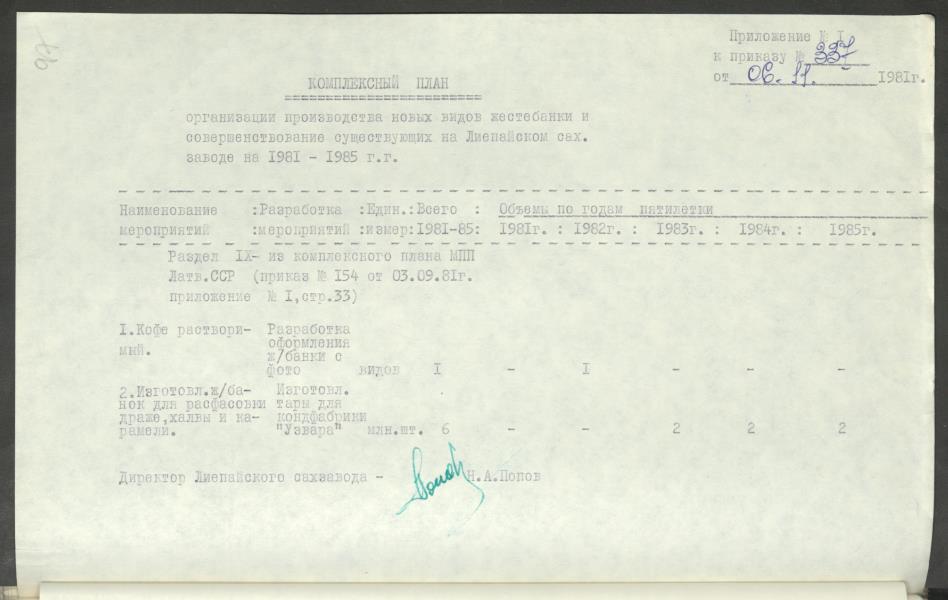 97
Приложение № I
к приказу № 337
от 06.11. 1981г.
КОМПЛЕКСНЫЙ ПЛАН
организации производства новых видов жестебанки и
совершенствование существующих на Лиепайском сах.
заводе на 1981 - 1985 г.г.
Наименование :Разработка :Един.:Всего : Объемы по годам пятилетки
мероприятий :мероприятий :измер:1981-85: 1981г. : 1982г. : 1983г. : 1984г. : 1985г.
Раздел IX- из комплексного плана МПП
Латв.ССР (приказ № 154 от 03.09.81г.
приложение № I,стр.33)
I.Кофе раствори- Разработка
мый. оформления
ж/банки с
фото видов I - I - - -
2.Изготовл.ж/ба- Изготовл.
нок для расфасовки тары для
драже,халвы и ка- кондфабрики
рамели. "Узвара" млн.шт. 6 - - 2 2 2
Директор Лиепайского сахзавода - Н.А.Попов